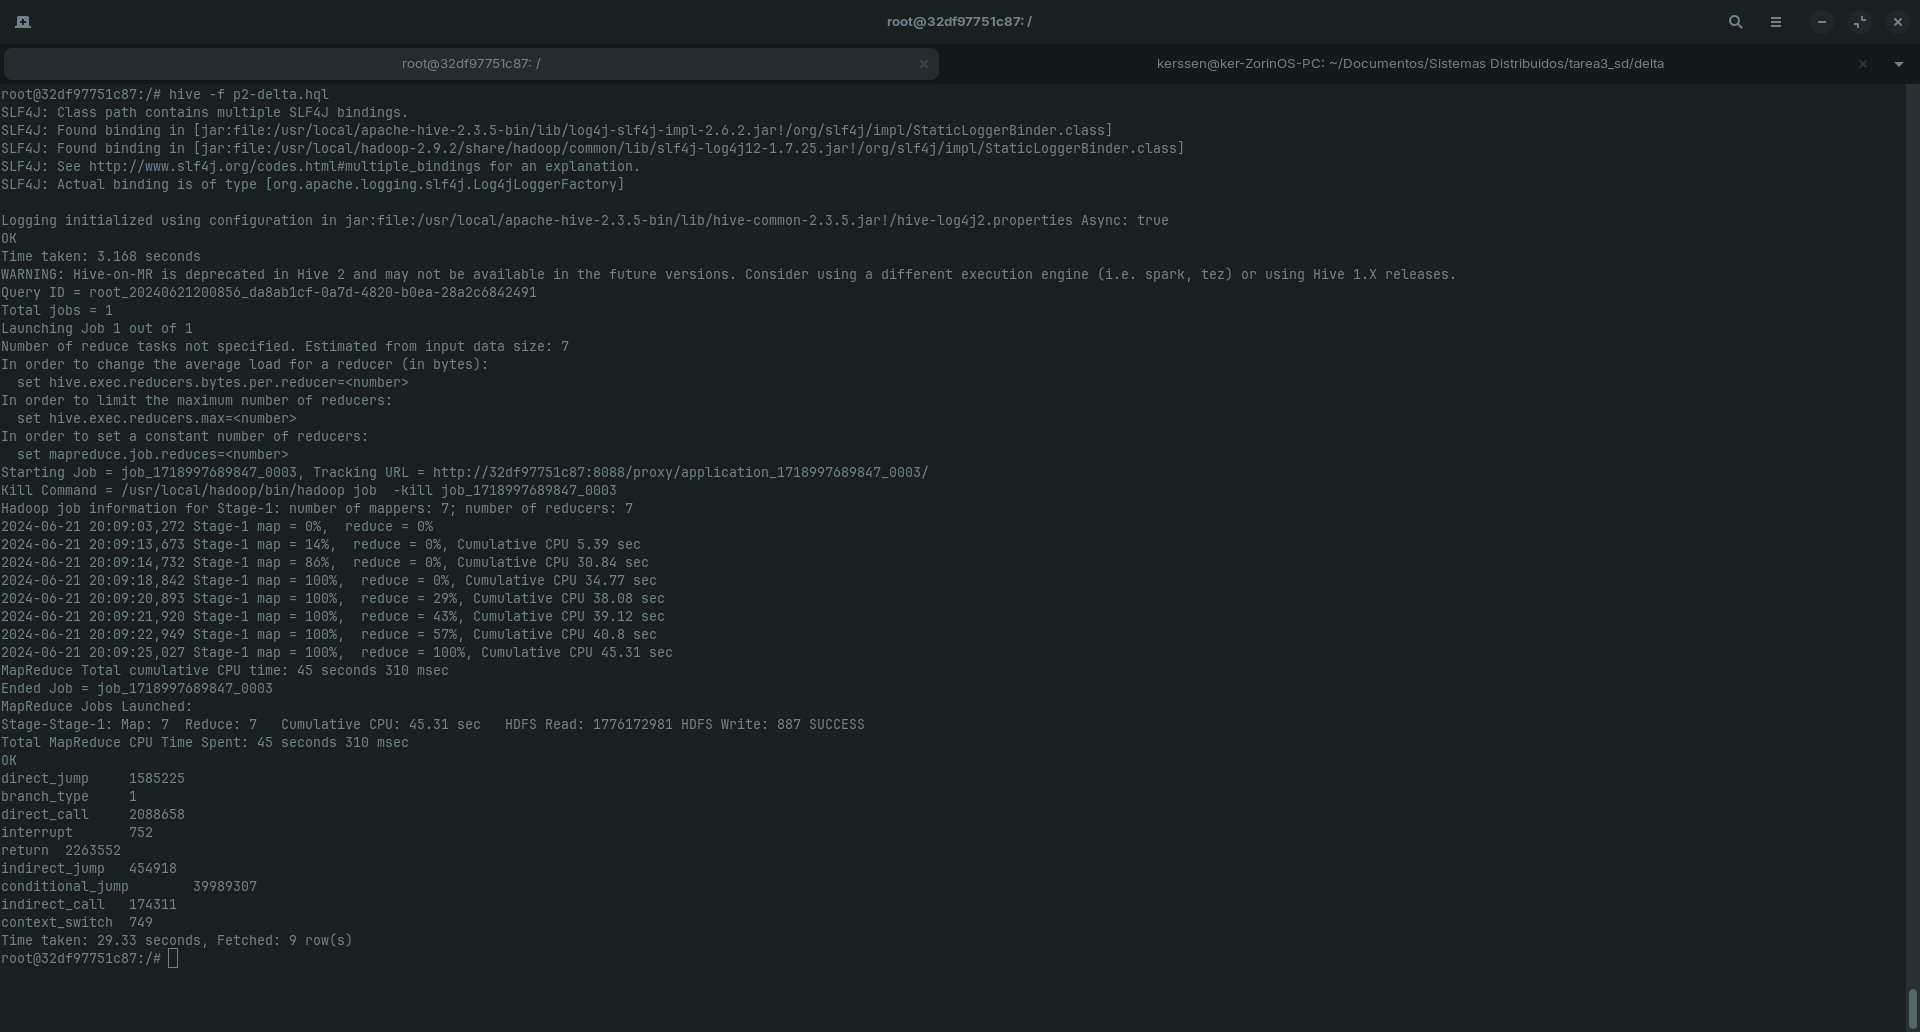 root@32df97751c87: /
root@32df97751c87: /
kerssen@ker-ZorinOS-PC: ~/Documentos/Sistemas Distribuidos/tarea3_sd/delta
root@32df97751c87:/# hive -f p2-delta.hql
SLF4J: Class path contains multiple SLF4J bindings.
SLF4J: Found binding in [jar:file:/usr/local/apache-hive-2.3.5-bin/lib/log4j-slf4j-impl-2.6.2.jar!/org/slf4j/impl/StaticLoggerBinder.class]
SLF4J: Found binding in [jar:file:/usr/local/hadoop-2.9.2/share/hadoop/common/lib/slf4j-log4j12-1.7.25.jar!/org/slf4j/impl/StaticLoggerBinder.class]
SLF4J: See http://www.slf4j.org/codes.html#multiple_bindings for an explanation.
SLF4J: Actual binding is of type [org.apache.logging.slf4j.Log4jLoggerFactory]

Logging initialized using configuration in jar:file:/usr/local/apache-hive-2.3.5-bin/lib/hive-common-2.3.5.jar!/hive-log4j2.properties Async: true
OK
Time taken: 3.168 seconds
WARNING: Hive-on-MR is deprecated in Hive 2 and may not be available in the future versions. Consider using a different execution engine (i.e. spark, tez) or using Hive 1.X releases.
Query ID = root_20240621200856_da8ab1cf-0a7d-4820-b0ea-28a2c6842491
Total jobs = 1
Launching Job 1 out of 1
Number of reduce tasks not specified. Estimated from input data size: 7
In order to change the average load for a reducer (in bytes):
  set hive.exec.reducers.bytes.per.reducer=<number>
In order to limit the maximum number of reducers:
  set hive.exec.reducers.max=<number>
In order to set a constant number of reducers:
  set mapreduce.job.reduces=<number>
Starting Job = job_1718997689847_0003, Tracking URL = http://32df97751c87:8088/proxy/application_1718997689847_0003/
Kill Command = /usr/local/hadoop/bin/hadoop job  -kill job_1718997689847_0003
Hadoop job information for Stage-1: number of mappers: 7; number of reducers: 7
2024-06-21 20:09:03,272 Stage-1 map = 0%,  reduce = 0%
2024-06-21 20:09:13,673 Stage-1 map = 14%,  reduce = 0%, Cumulative CPU 5.39 sec
2024-06-21 20:09:14,732 Stage-1 map = 86%,  reduce = 0%, Cumulative CPU 30.84 sec
2024-06-21 20:09:18,842 Stage-1 map = 100%,  reduce = 0%, Cumulative CPU 34.77 sec
2024-06-21 20:09:20,893 Stage-1 map = 100%,  reduce = 29%, Cumulative CPU 38.08 sec
2024-06-21 20:09:21,920 Stage-1 map = 100%,  reduce = 43%, Cumulative CPU 39.12 sec
2024-06-21 20:09:22,949 Stage-1 map = 100%,  reduce = 57%, Cumulative CPU 40.8 sec
2024-06-21 20:09:25,027 Stage-1 map = 100%,  reduce = 100%, Cumulative CPU 45.31 sec
MapReduce Total cumulative CPU time: 45 seconds 310 msec
Ended Job = job_1718997689847_0003
MapReduce Jobs Launched:
Stage-Stage-1: Map: 7  Reduce: 7   Cumulative CPU: 45.31 sec   HDFS Read: 1776172981 HDFS Write: 887 SUCCESS
Total MapReduce CPU Time Spent: 45 seconds 310 msec
OK
direct_jump     1585225
branch_type     1
direct_call     2088658
interrupt       752
return  2263552
indirect_jump   454918
conditional_jump        39989307
indirect_call   174311
context_switch  749
Time taken: 29.33 seconds, Fetched: 9 row(s)
root@32df97751c87:/#